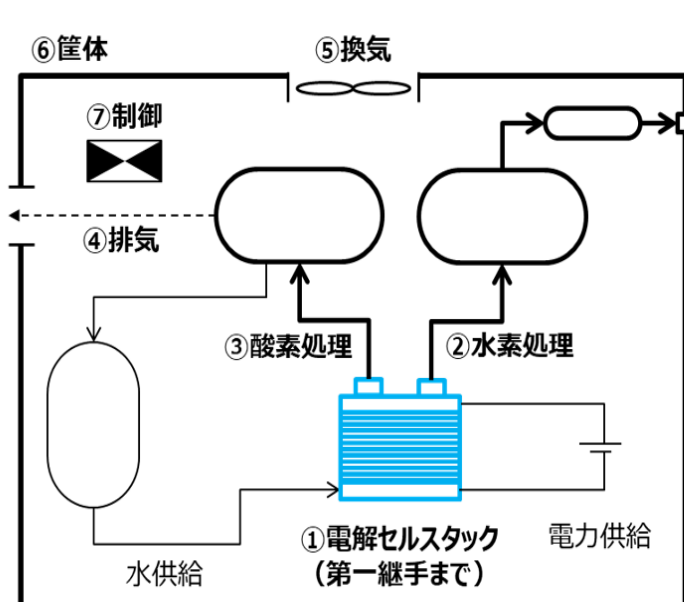 ⑥筐体
⑤換気
⑦制御
④排気
③酸素処理
②水素処理
①電解セルスタック
（第一継手まで）
電力供給
水供給